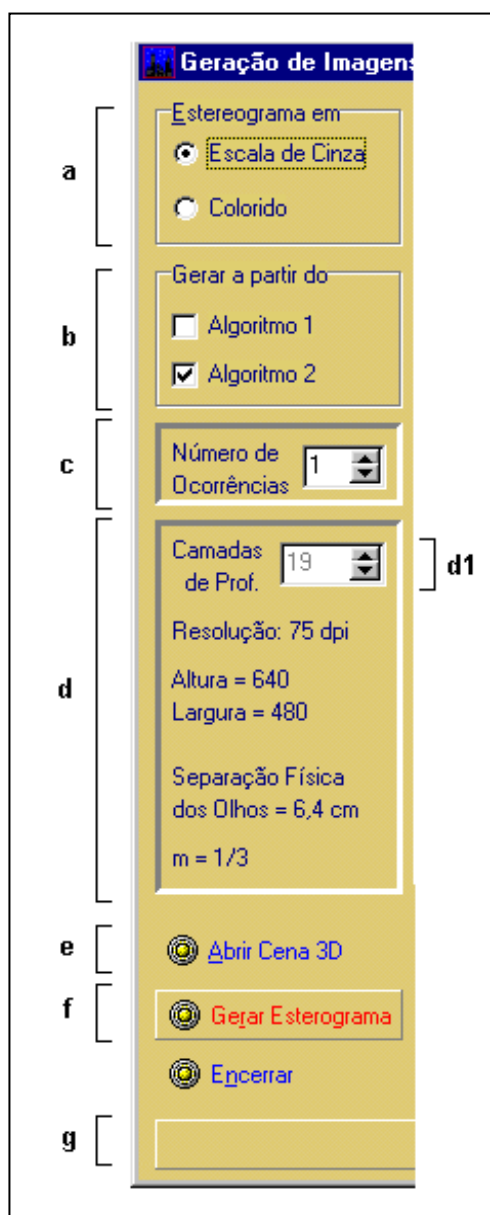 Geração de Imagens
a
Estereograma em
Escala de Cinza
Colorido
b
Gerar a partir do
Algoritmo 1
Algoritmo 2
c
Número de
Ocorrências
1
d
Camadas
de Prof.
19
d1
Resolução: 75 dpi
Altura = 640
Largura = 480
Separação Física
dos Olhos = 6,4 cm
m = 1/3
e
Abrir Cena 3D
f
Gerar Esterograma
Encerrar
g